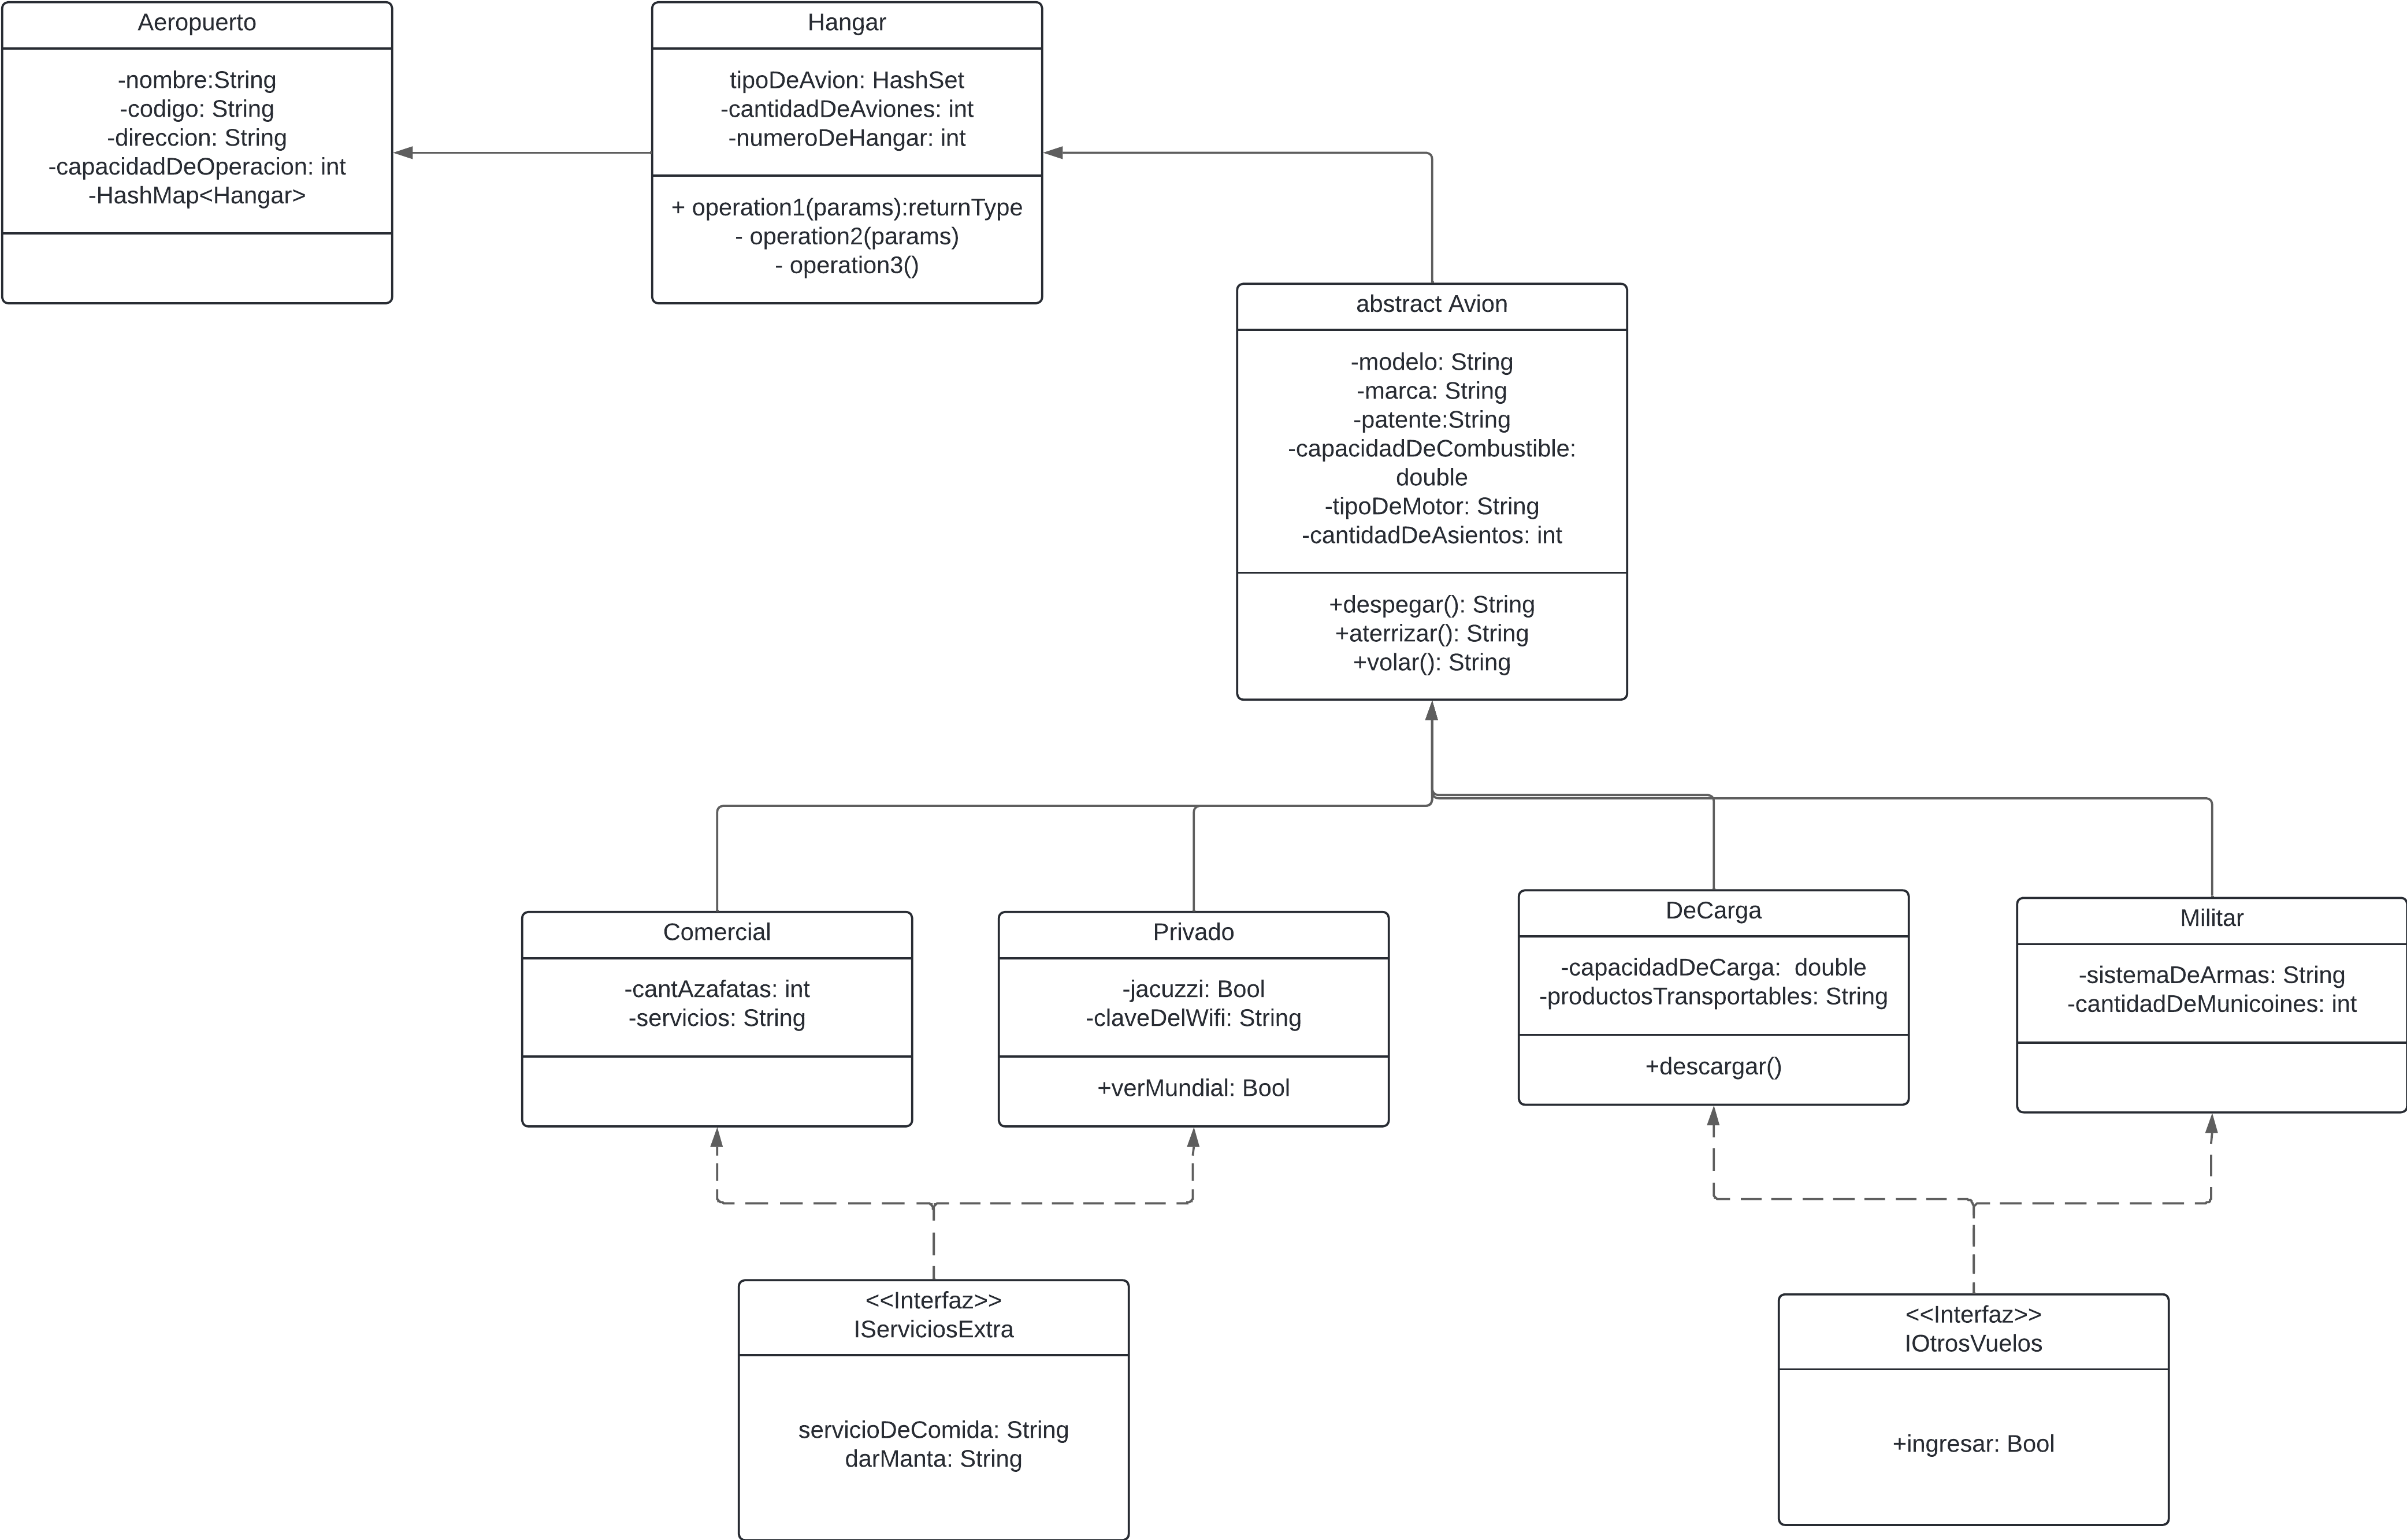 Aeropuerto
-nombre:String
-codigo: String
-direccion: String
-capacidadDeOperacion: int
-HashMap<Hangar>
Hangar
tipoDeAvion: HashSet
-cantidadDeAviones: int
-numeroDeHangar: int
+ operation1(params):returnType
- operation2(params)
- operation3()
abstract Avion
-modelo: String
-marca: String
-patente:String
-capacidadDeCombustible:
double
-tipoDeMotor: String
-cantidadDeAsientos: int
+despegar(): String
+aterrizar(): String
+volar(): String
Comercial
-cantAzafatas: int
-servicios: String
Privado
-jacuzzi: Bool
-claveDelWifi: String
+verMundial: Bool
DeCarga
-capacidadDeCarga:  double
-productosTransportables: String
+descargar()
Militar
-sistemaDeArmas: String
-cantidadDeMunicoines: int
<<Interfaz>>
IServiciosExtra
servicioDeComida: String
darManta: String
<<Interfaz>>
IOtrosVuelos
+ingresar: Bool